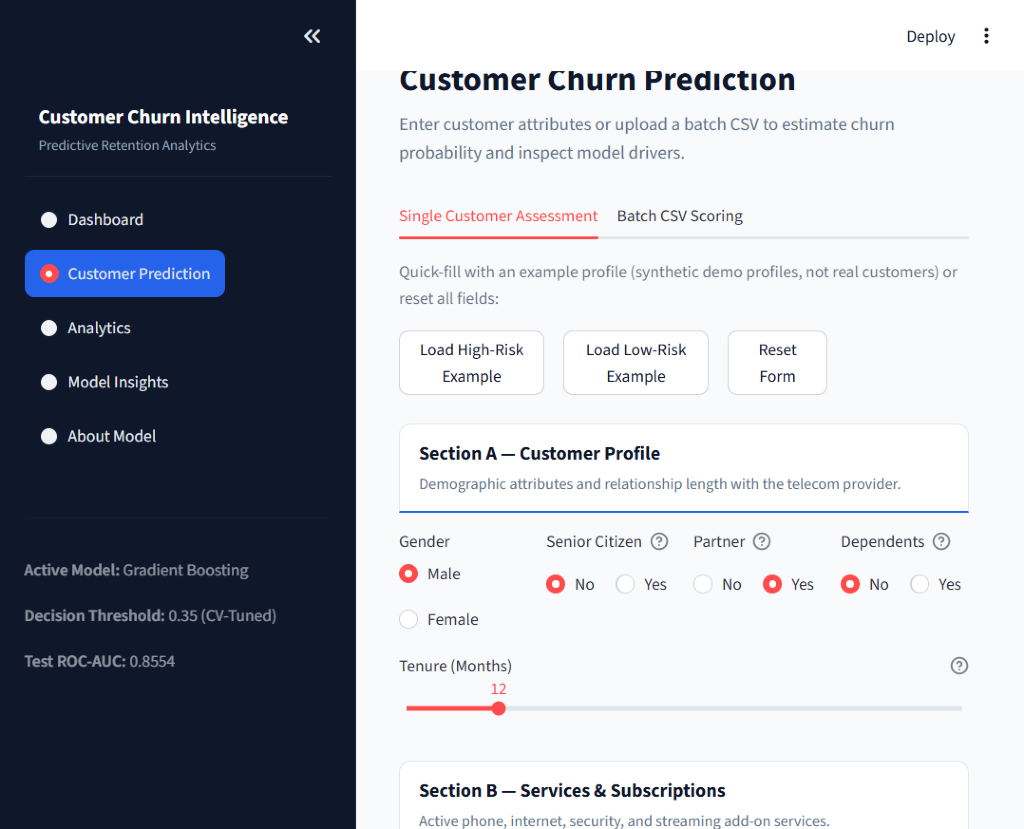 Deploy
Customer Churn Intelligence
Predictive Retention Analytics
Dashboard
Customer Prediction
Analytics
Model Insights
About Model
Active Model: Gradient Boosting
Decision Threshold: 0.35 (CV-Tuned)
Test ROC-AUC: 0.8554
Customer Churn Prediction
Enter customer attributes or upload a batch CSV to estimate churn
probability and inspect model drivers.
Single Customer Assessment
Batch CSV Scoring
Quick-fill with an example profile (synthetic demo profiles, not real customers) or
reset all fields:
Load High-Risk
Example
Load Low-Risk
Example
Reset
Form
Section A — Customer Profile
Demographic attributes and relationship length with the telecom provider.
Gender
Male
Female
Senior Citizen
No Yes
Partner
No Yes
Dependents
No Yes
Tenure (Months)
12
Section B — Services & Subscriptions
Active phone, internet, security, and streaming add-on services.